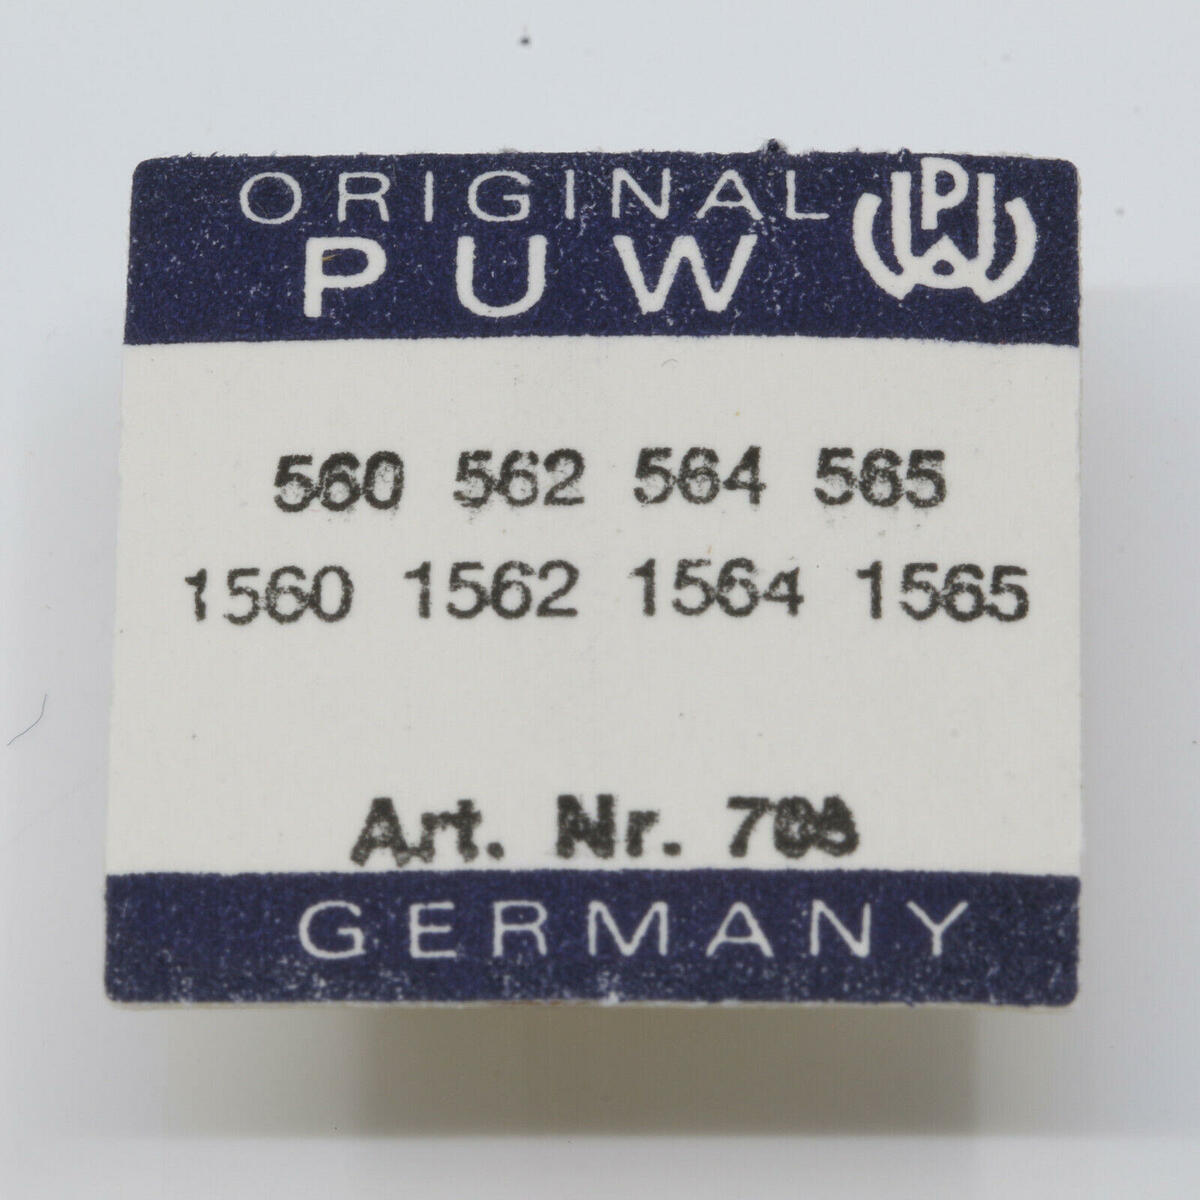 ORIGINAL
PUW
560 562 564 565
1560 1562 1564 1565
Art. Nr.
GERMANY